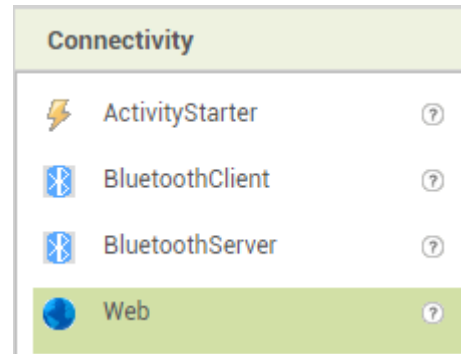 Connectivity
ActivityStarter ?
BluetoothClient ?
BluetoothServer ?
Web ?